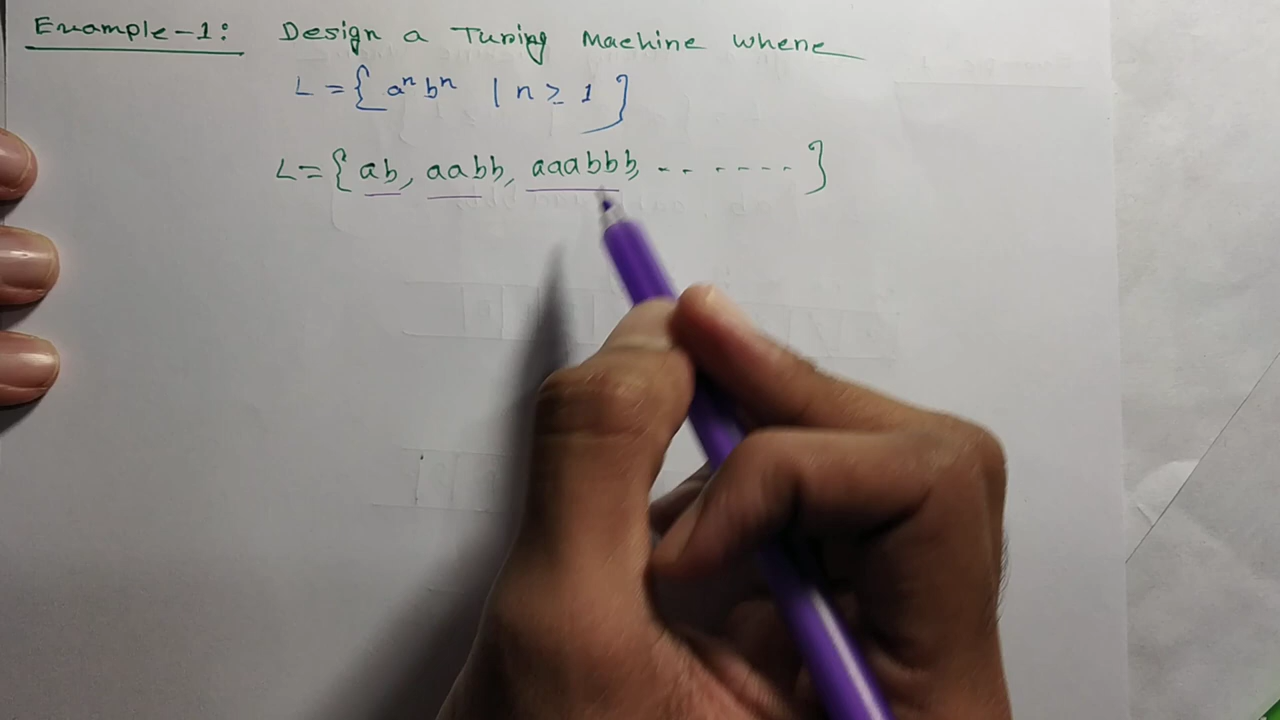 Example-1: Design a Turing Machine where
L = { aⁿ bⁿ | n ≥ 1 }
L = { ab, aabb, aaabbb, - - - - - - - }